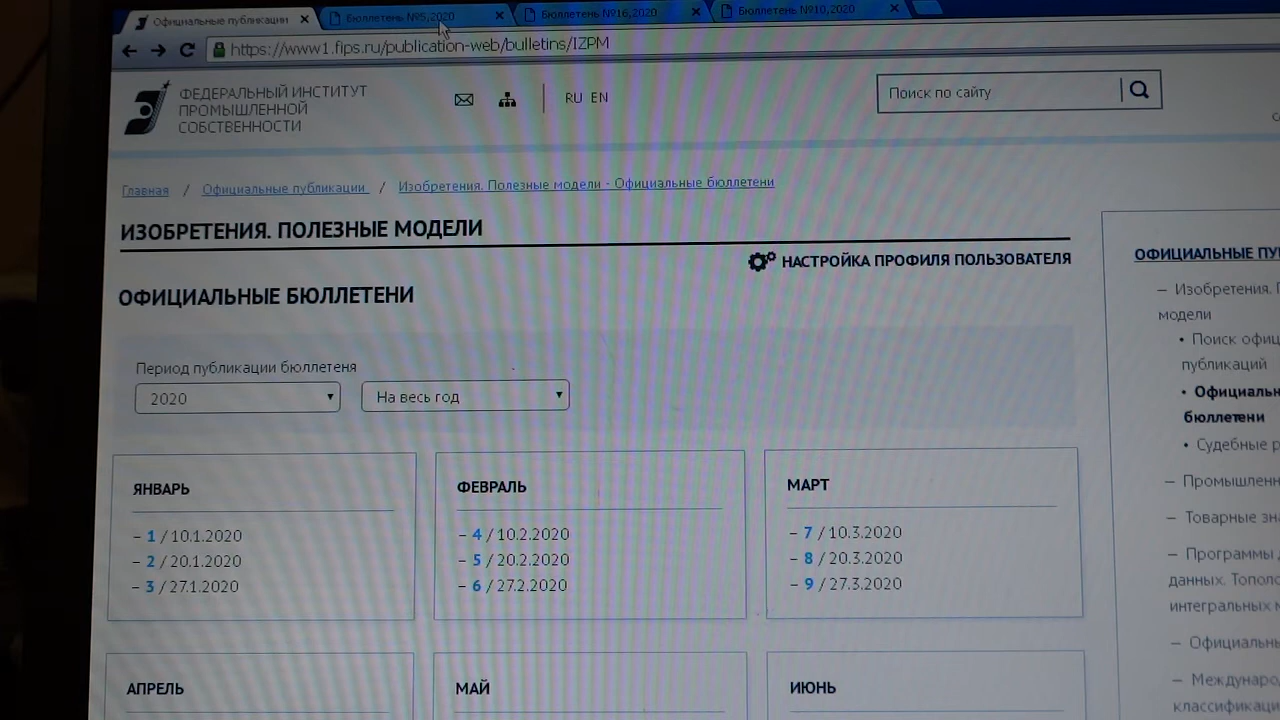 Официальные публикации
Бюллетень №5,2020
Бюллетень №16,2020
Бюллетень №10,2020
https://www1.fips.ru/publication-web/bulletins/IZPM
ФЕДЕРАЛЬНЫЙ ИНСТИТУТ
ПРОМЫШЛЕННОЙ
СОБСТВЕННОСТИ
RU EN
Поиск по сайту
Главная / Официальные публикации / Изобретения. Полезные модели - Официальные бюллетени
ИЗОБРЕТЕНИЯ. ПОЛЕЗНЫЕ МОДЕЛИ
НАСТРОЙКА ПРОФИЛЯ ПОЛЬЗОВАТЕЛЯ
ОФИЦИАЛЬНЫЕ БЮЛЛЕТЕНИ
Период публикации бюллетеня
2020
На весь год
ЯНВАРЬ
– 1 / 10.1.2020
– 2 / 20.1.2020
– 3 / 27.1.2020
ФЕВРАЛЬ
– 4 / 10.2.2020
– 5 / 20.2.2020
– 6 / 27.2.2020
МАРТ
– 7 / 10.3.2020
– 8 / 20.3.2020
– 9 / 27.3.2020
АПРЕЛЬ
МАЙ
ИЮНЬ
ОФИЦИАЛЬНЫЕ ПУ
– Изобретения.
модели
• Поиск офиц
публикаций
• Официальн
бюллетени
• Судебные р
– Промышленн
– Товарные зна
– Программы
данных. Тополо
интегральных м
– Официальнь
– Междунаро
классификаци